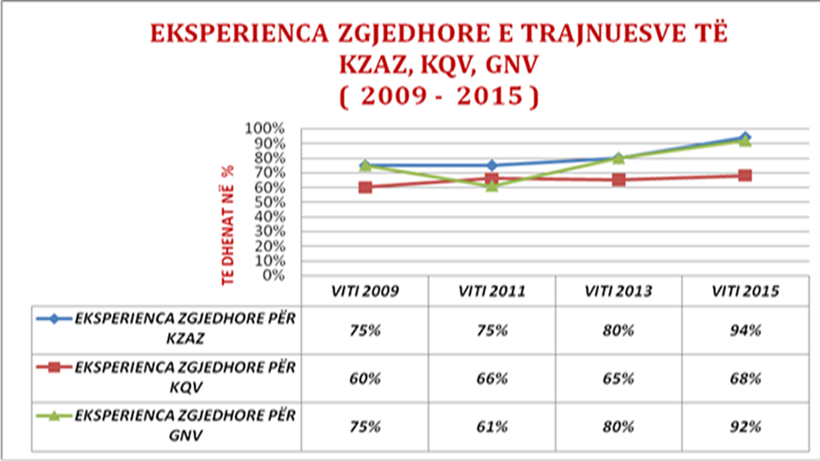 EKSPERIENCA ZGJEDHORE E TRAJNUESVE TË
KZAZ, KQV, GNV
( 2009 - 2015 )
TE DHENAT NË %
100%
90%
80%
70%
60%
50%
40%
30%
20%
10%
0%
VITI 2009 VITI 2011 VITI 2013 VITI 2015
EKSPERIENCA ZGJEDHORE PËR
KZAZ
75% 75% 80% 94%
EKSPERIENCA ZGJEDHORE PËR
KQV
60% 66% 65% 68%
EKSPERIENCA ZGJEDHORE PËR
GNV
75% 61% 80% 92%